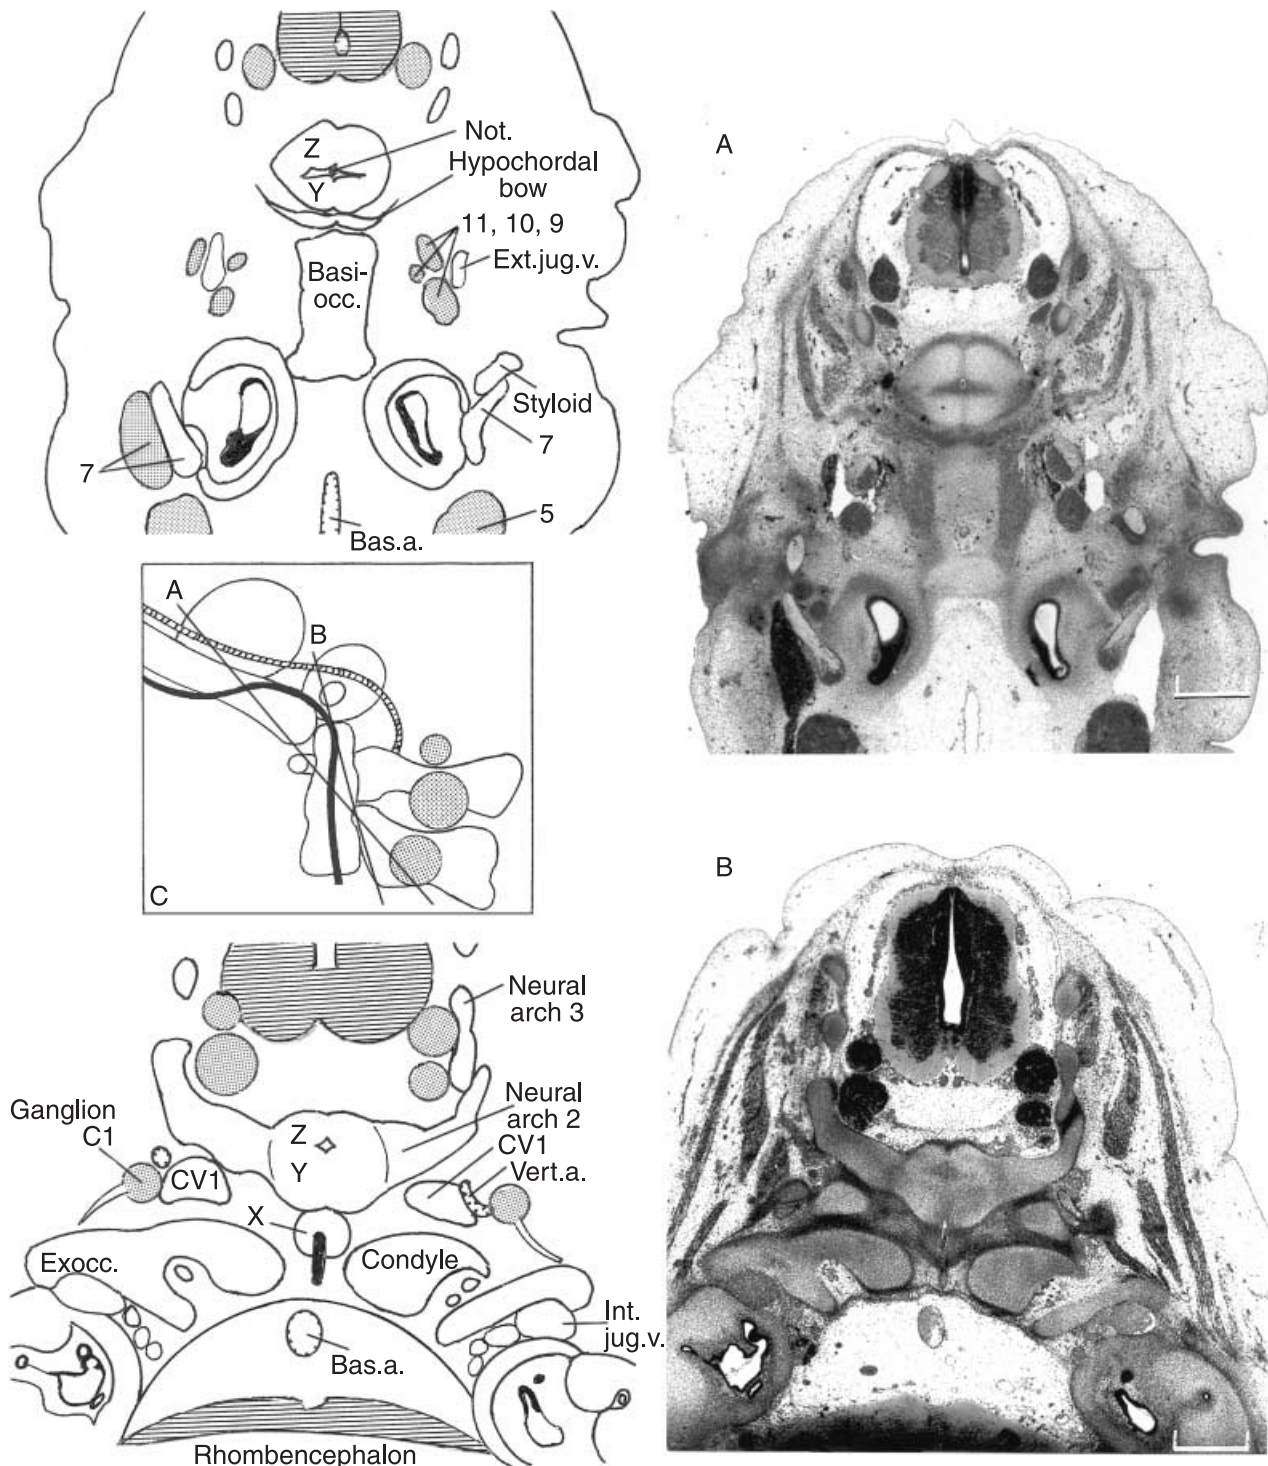 Z
Y
Not.
Hypochordal
bow
11, 10, 9
Ext.jug.v.
Basi-
occ.
Styloid
7
7
5
Bas.a.
A
A
B
C
B
Neural
arch 3
Neural
arch 2
CV1
Vert.a.
Ganglion
C1
CV1
Z
Y
X
Exocc.
Condyle
Int.
jug.v.
Bas.a.
Rhombencephalon